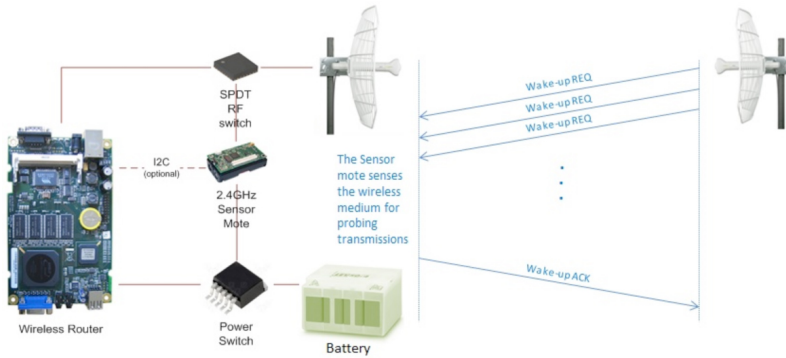 SPDT
RF
switch
I2C
(optional)
2.4GHz
Sensor
Mote
Wireless Router
Power
Switch
Battery
The Sensor
mote senses
the wireless
medium for
probing
transmissions
Wake-up REQ
Wake-up REQ
Wake-up REQ
Wake-up ACK